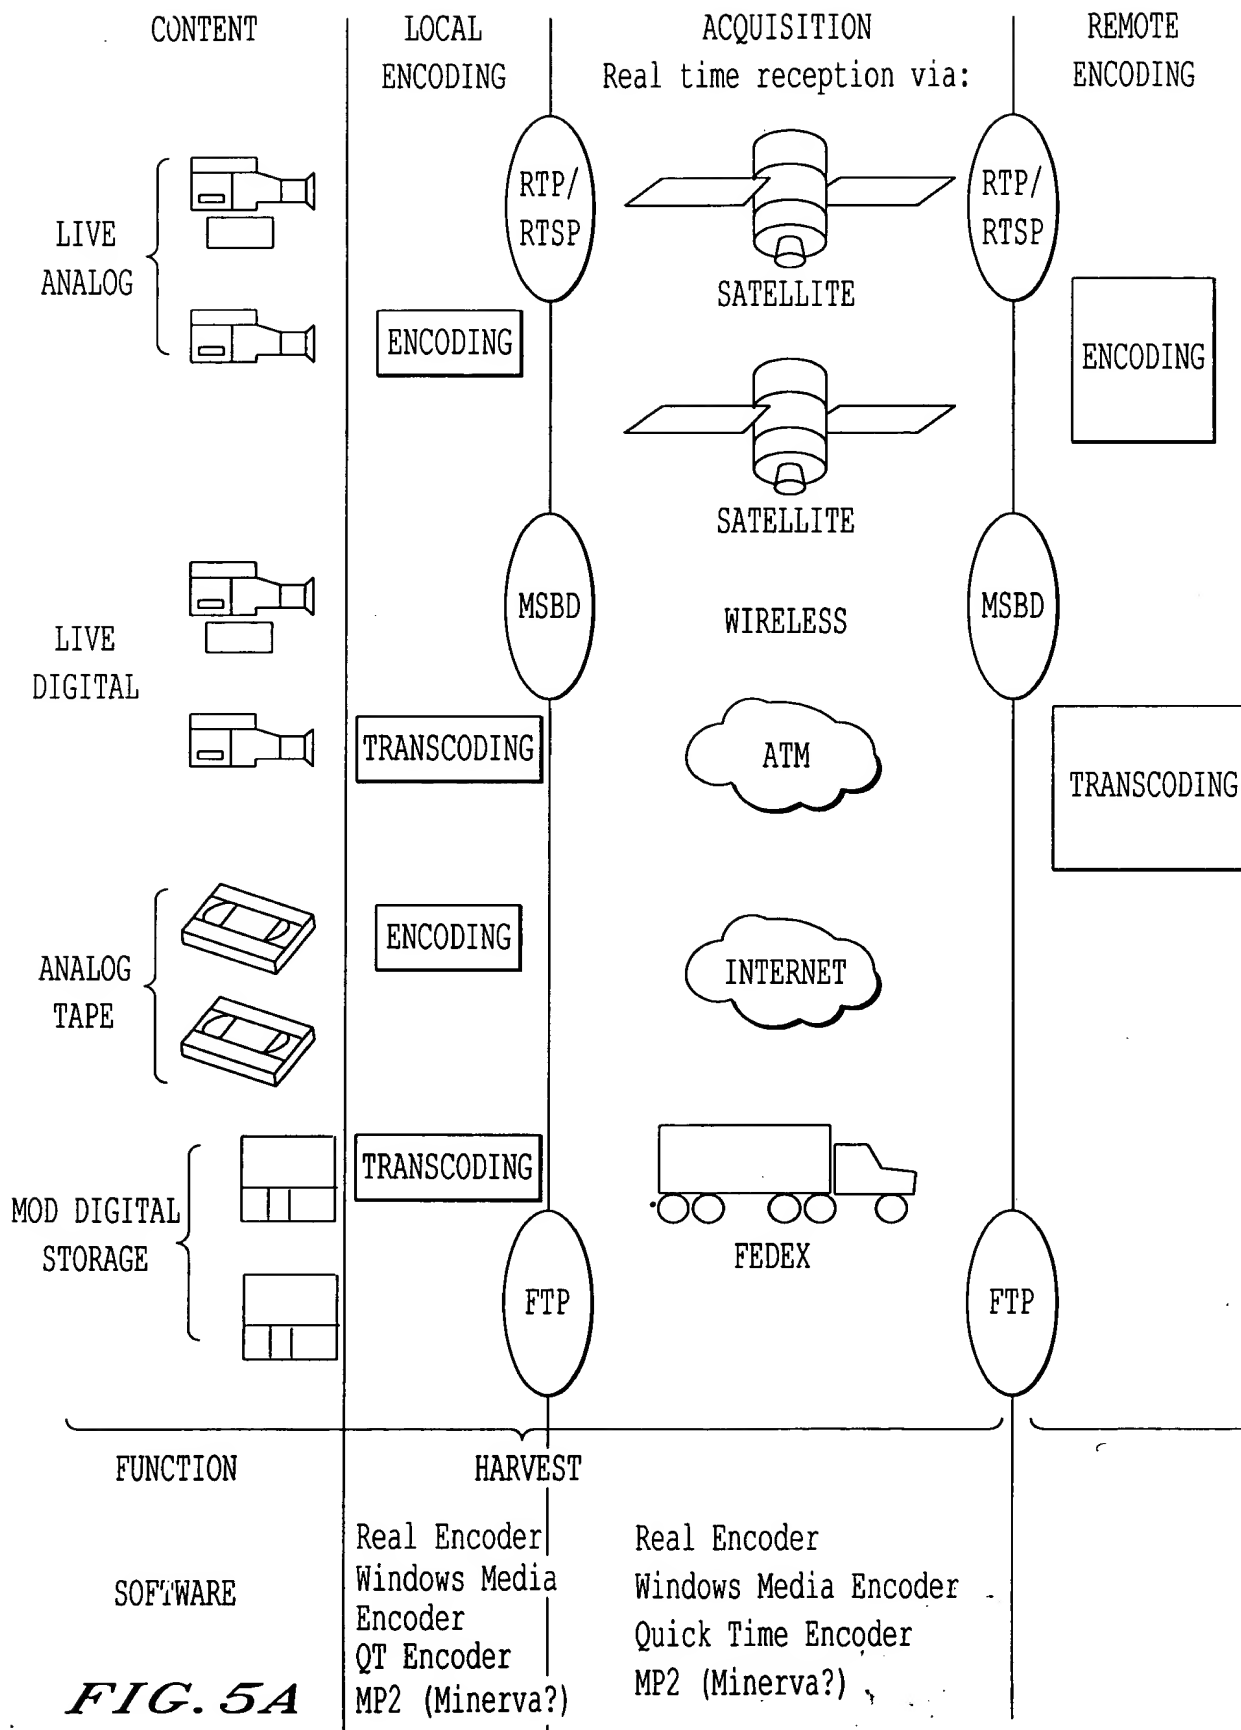 CONTENT
LOCAL
ENCODING
ACQUISITION
Real time reception via:
REMOTE
ENCODING
LIVE
ANALOG
RTP/
RTSP
SATELLITE
RTP/
RTSP
ENCODING
ENCODING
SATELLITE
LIVE
DIGITAL
MSBD
WIRELESS
MSBD
TRANSCODING
ATM
TRANSCODING
ANALOG
TAPE
ENCODING
INTERNET
MOD DIGITAL
STORAGE
TRANSCODING
FEDEX
FTP
FTP
FUNCTION
HARVEST
SOFTWARE
Real Encoder
Windows Media
Encoder
QT Encoder
MP2 (Minerva?)
Real Encoder
Windows Media Encoder
Quick Time Encoder
MP2 (Minerva?)
FIG. 5A